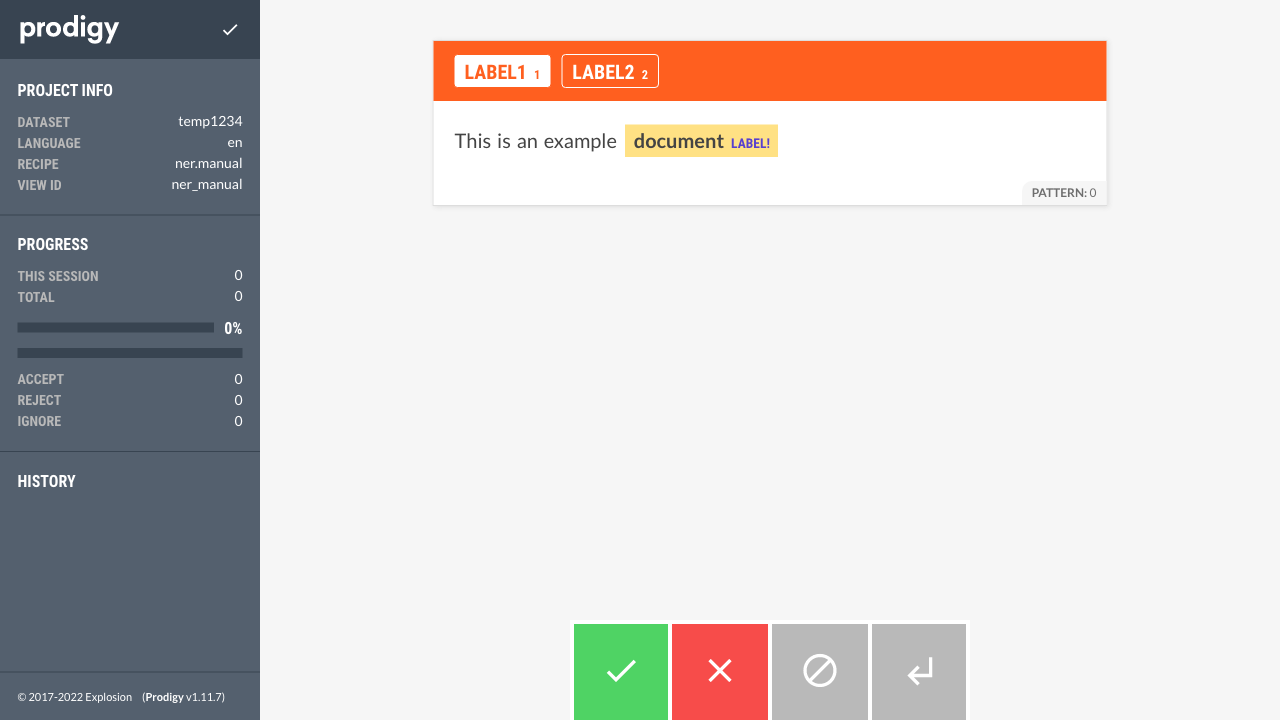 prodigy
PROJECT INFO
DATASET temp1234
LANGUAGE en
RECIPE ner.manual
VIEW ID ner_manual
PROGRESS
THIS SESSION 0
TOTAL 0
0%
ACCEPT 0
REJECT 0
IGNORE 0
HISTORY
© 2017-2022 Explosion (Prodigy v1.11.7)
LABEL1 1 LABEL2 2
This is an example document LABEL!
PATTERN: 0